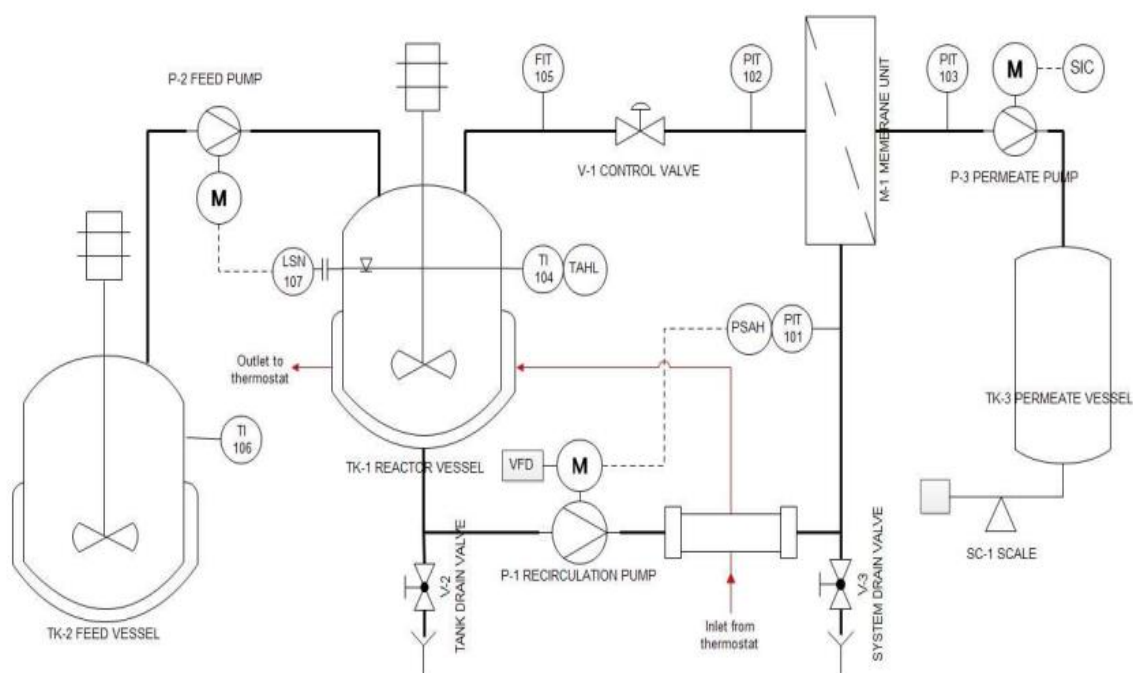 P-2 FEED PUMP
M
FIT
105
PIT
102
PIT
103
M
SIC
V-1 CONTROL VALVE
M-1 MEMEBRANE UNIT
P-3 PERMEATE PUMP
LSN
107
TI
104
TAHL
PSAH
PIT
101
Outlet to
thermostat
TI
106
TK-1 REACTOR VESSEL
VFD
M
TK-3 PERMEATE VESSEL
P-1 RECIRCULATION PUMP
SC-1 SCALE
V-2
TANK DRAIN VALVE
Inlet from
thermostat
V-3
SYSTEM DRAIN VALVE
TK-2 FEED VESSEL